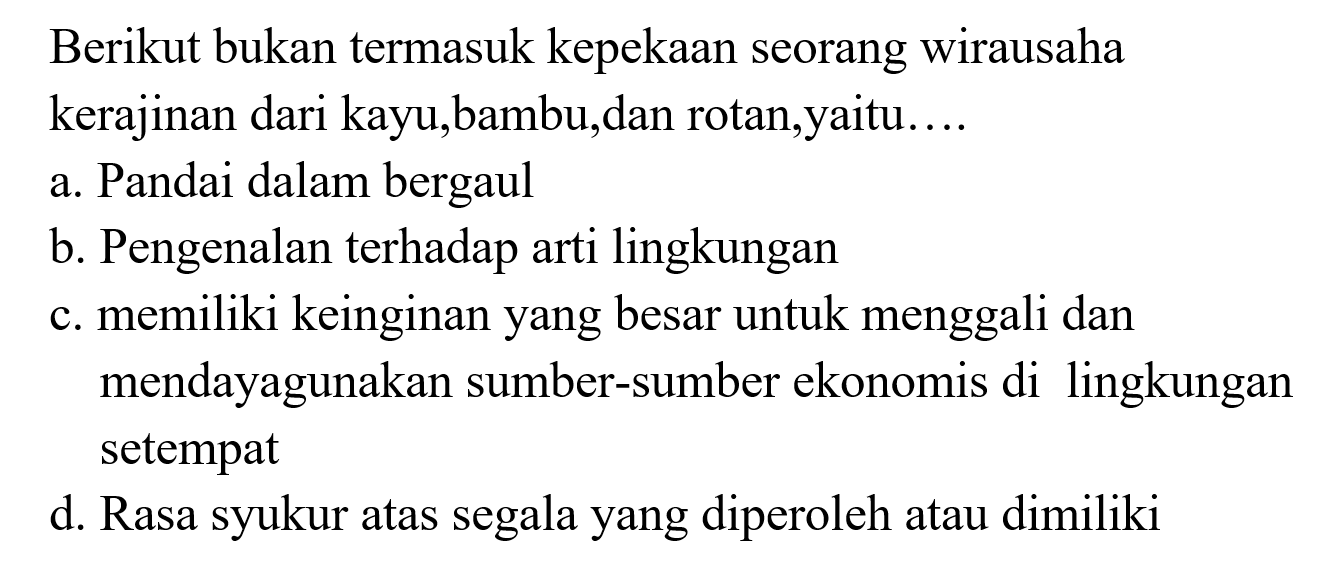 Berikut bukan termasuk kepekaan seorang wirausaha
kerajinan dari kayu,bambu,dan rotan,yaitu….
a. Pandai dalam bergaul
b. Pengenalan terhadap arti lingkungan
c. memiliki keinginan yang besar untuk menggali dan
mendayagunakan sumber-sumber ekonomis di  lingkungan
setempat
d. Rasa syukur atas segala yang diperoleh atau dimiliki